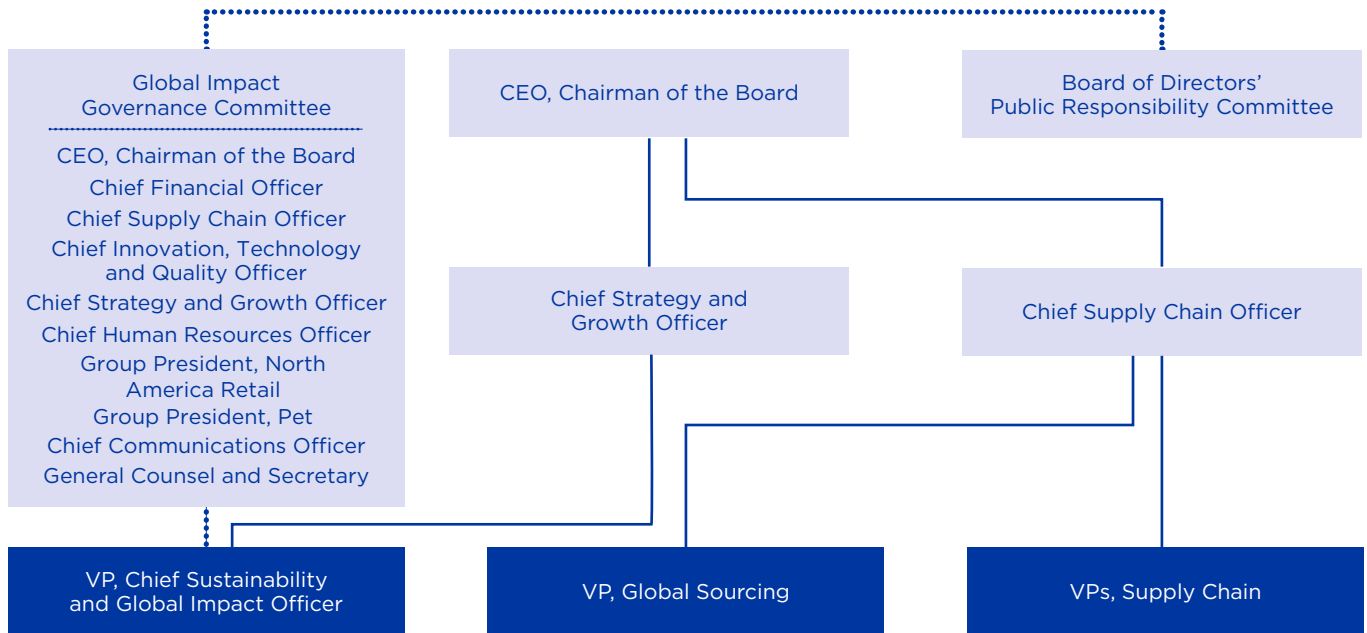 Global Impact
Governance Committee
CEO, Chairman of the Board
Chief Financial Officer
Chief Supply Chain Officer
Chief Innovation, Technology
and Quality Officer
Chief Strategy and Growth Officer
Chief Human Resources Officer
Group President, North
America Retail
Group President, Pet
Chief Communications Officer
General Counsel and Secretary
CEO, Chairman of the Board
Board of Directors’
Public Responsibility Committee
Chief Strategy and
Growth Officer
Chief Supply Chain Officer
VP, Chief Sustainability
and Global Impact Officer
VP, Global Sourcing
VPs, Supply Chain